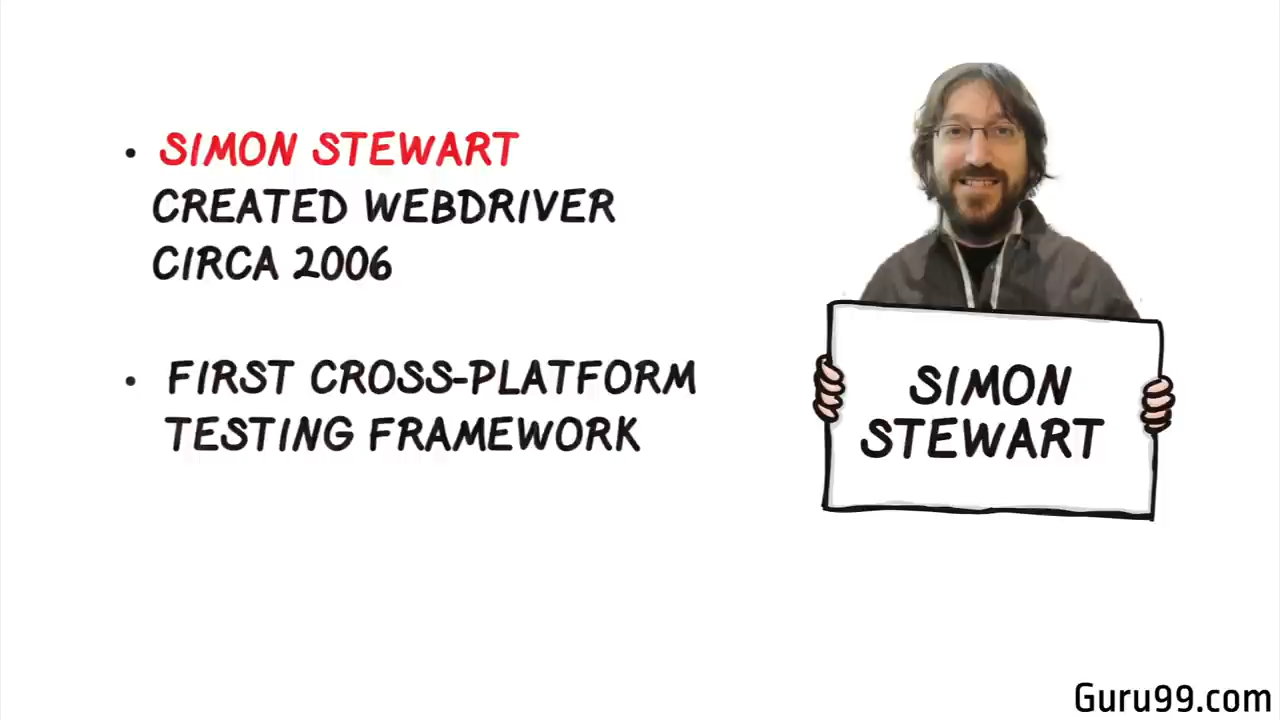 • SIMON STEWART
CREATED WEBDRIVER
CIRCA 2006
• FIRST CROSS-PLATFORM
TESTING FRAMEWORK
SIMON
STEWART
Guru99.com